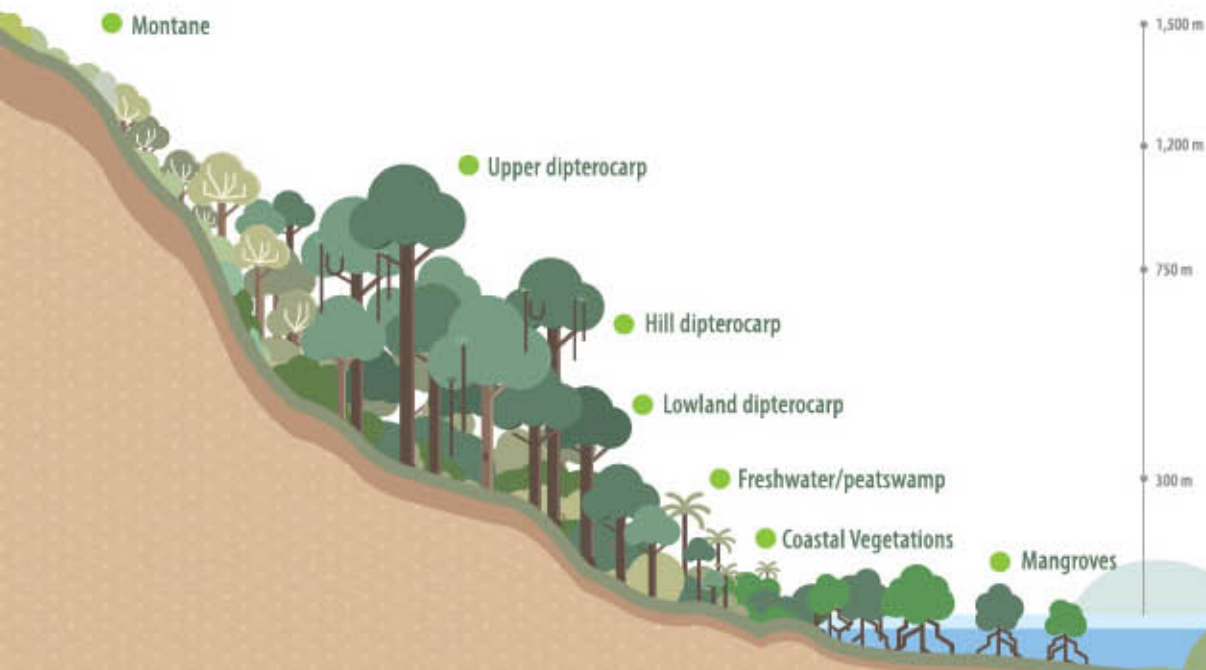 Montane
1,500 m
1,200 m
Upper dipterocarp
750 m
Hill dipterocarp
Lowland dipterocarp
Freshwater/peatswamp
300 m
Coastal Vegetations
Mangroves